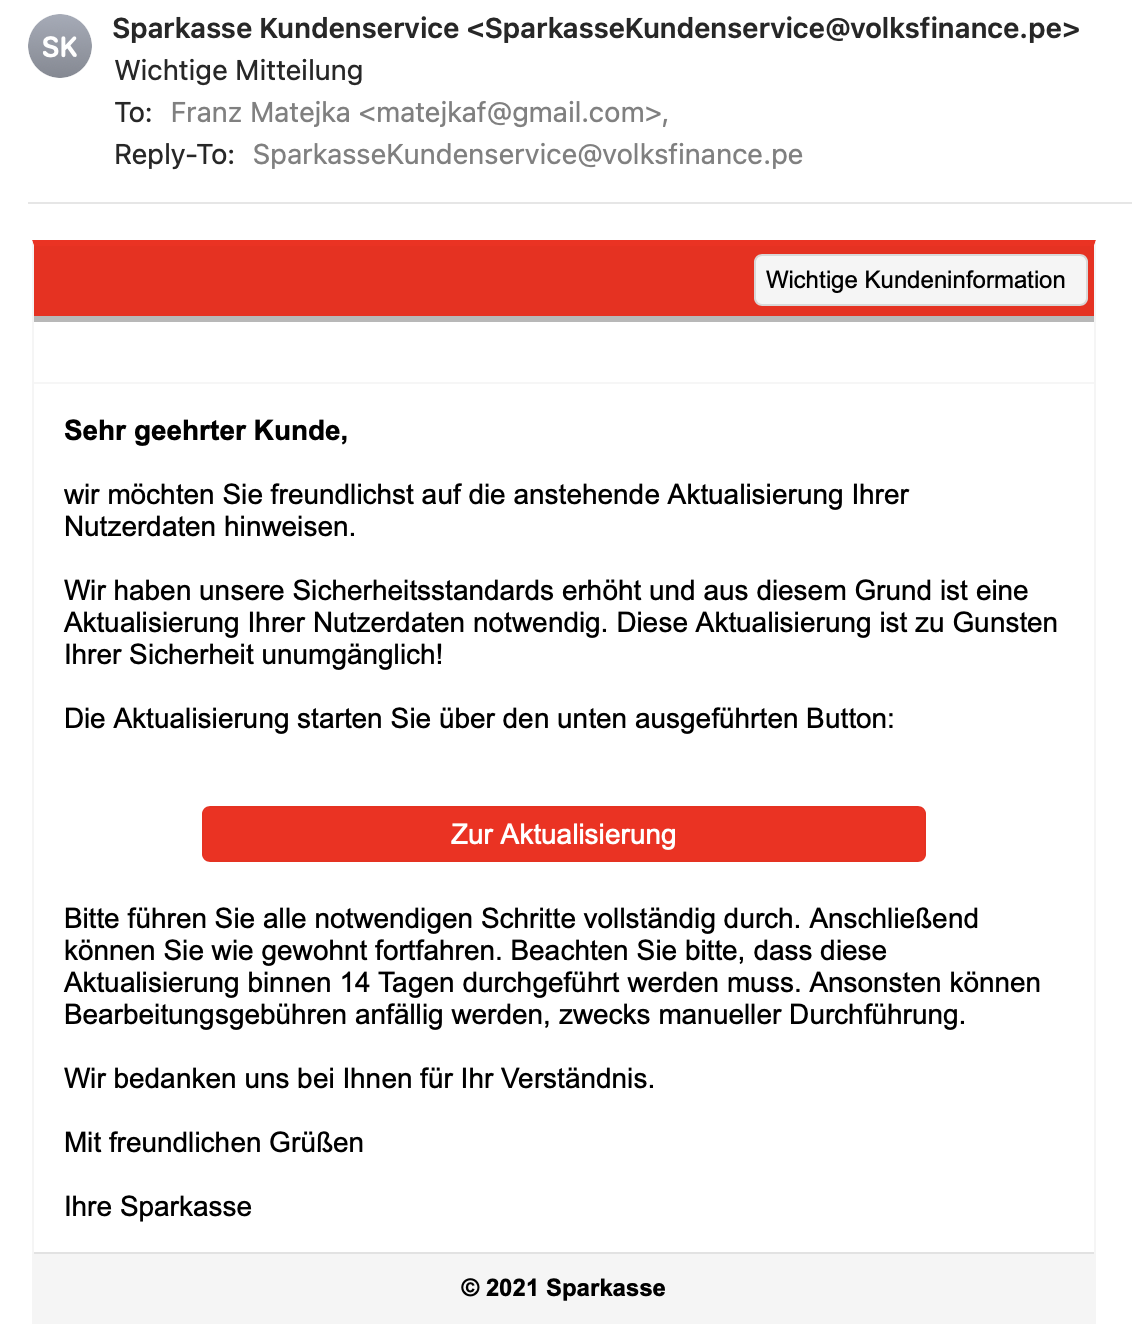 SK
Sparkasse Kundenservice <SparkasseKundenservice@volksfinance.pe>
Wichtige Mitteilung
To: Franz Matejka <matejkaf@gmail.com>,
Reply-To: SparkasseKundenservice@volksfinance.pe
Wichtige Kundeninformation
Sehr geehrter Kunde,
wir möchten Sie freundlichst auf die anstehende Aktualisierung Ihrer
Nutzerdaten hinweisen.
Wir haben unsere Sicherheitsstandards erhöht und aus diesem Grund ist eine
Aktualisierung Ihrer Nutzerdaten notwendig. Diese Aktualisierung ist zu Gunsten
Ihrer Sicherheit unumgänglich!
Die Aktualisierung starten Sie über den unten ausgeführten Button:
Zur Aktualisierung
Bitte führen Sie alle notwendigen Schritte vollständig durch. Anschließend
können Sie wie gewohnt fortfahren. Beachten Sie bitte, dass diese
Aktualisierung binnen 14 Tagen durchgeführt werden muss. Ansonsten können
Bearbeitungsgebühren anfällig werden, zwecks manueller Durchführung.
Wir bedanken uns bei Ihnen für Ihr Verständnis.
Mit freundlichen Grüßen
Ihre Sparkasse
© 2021 Sparkasse